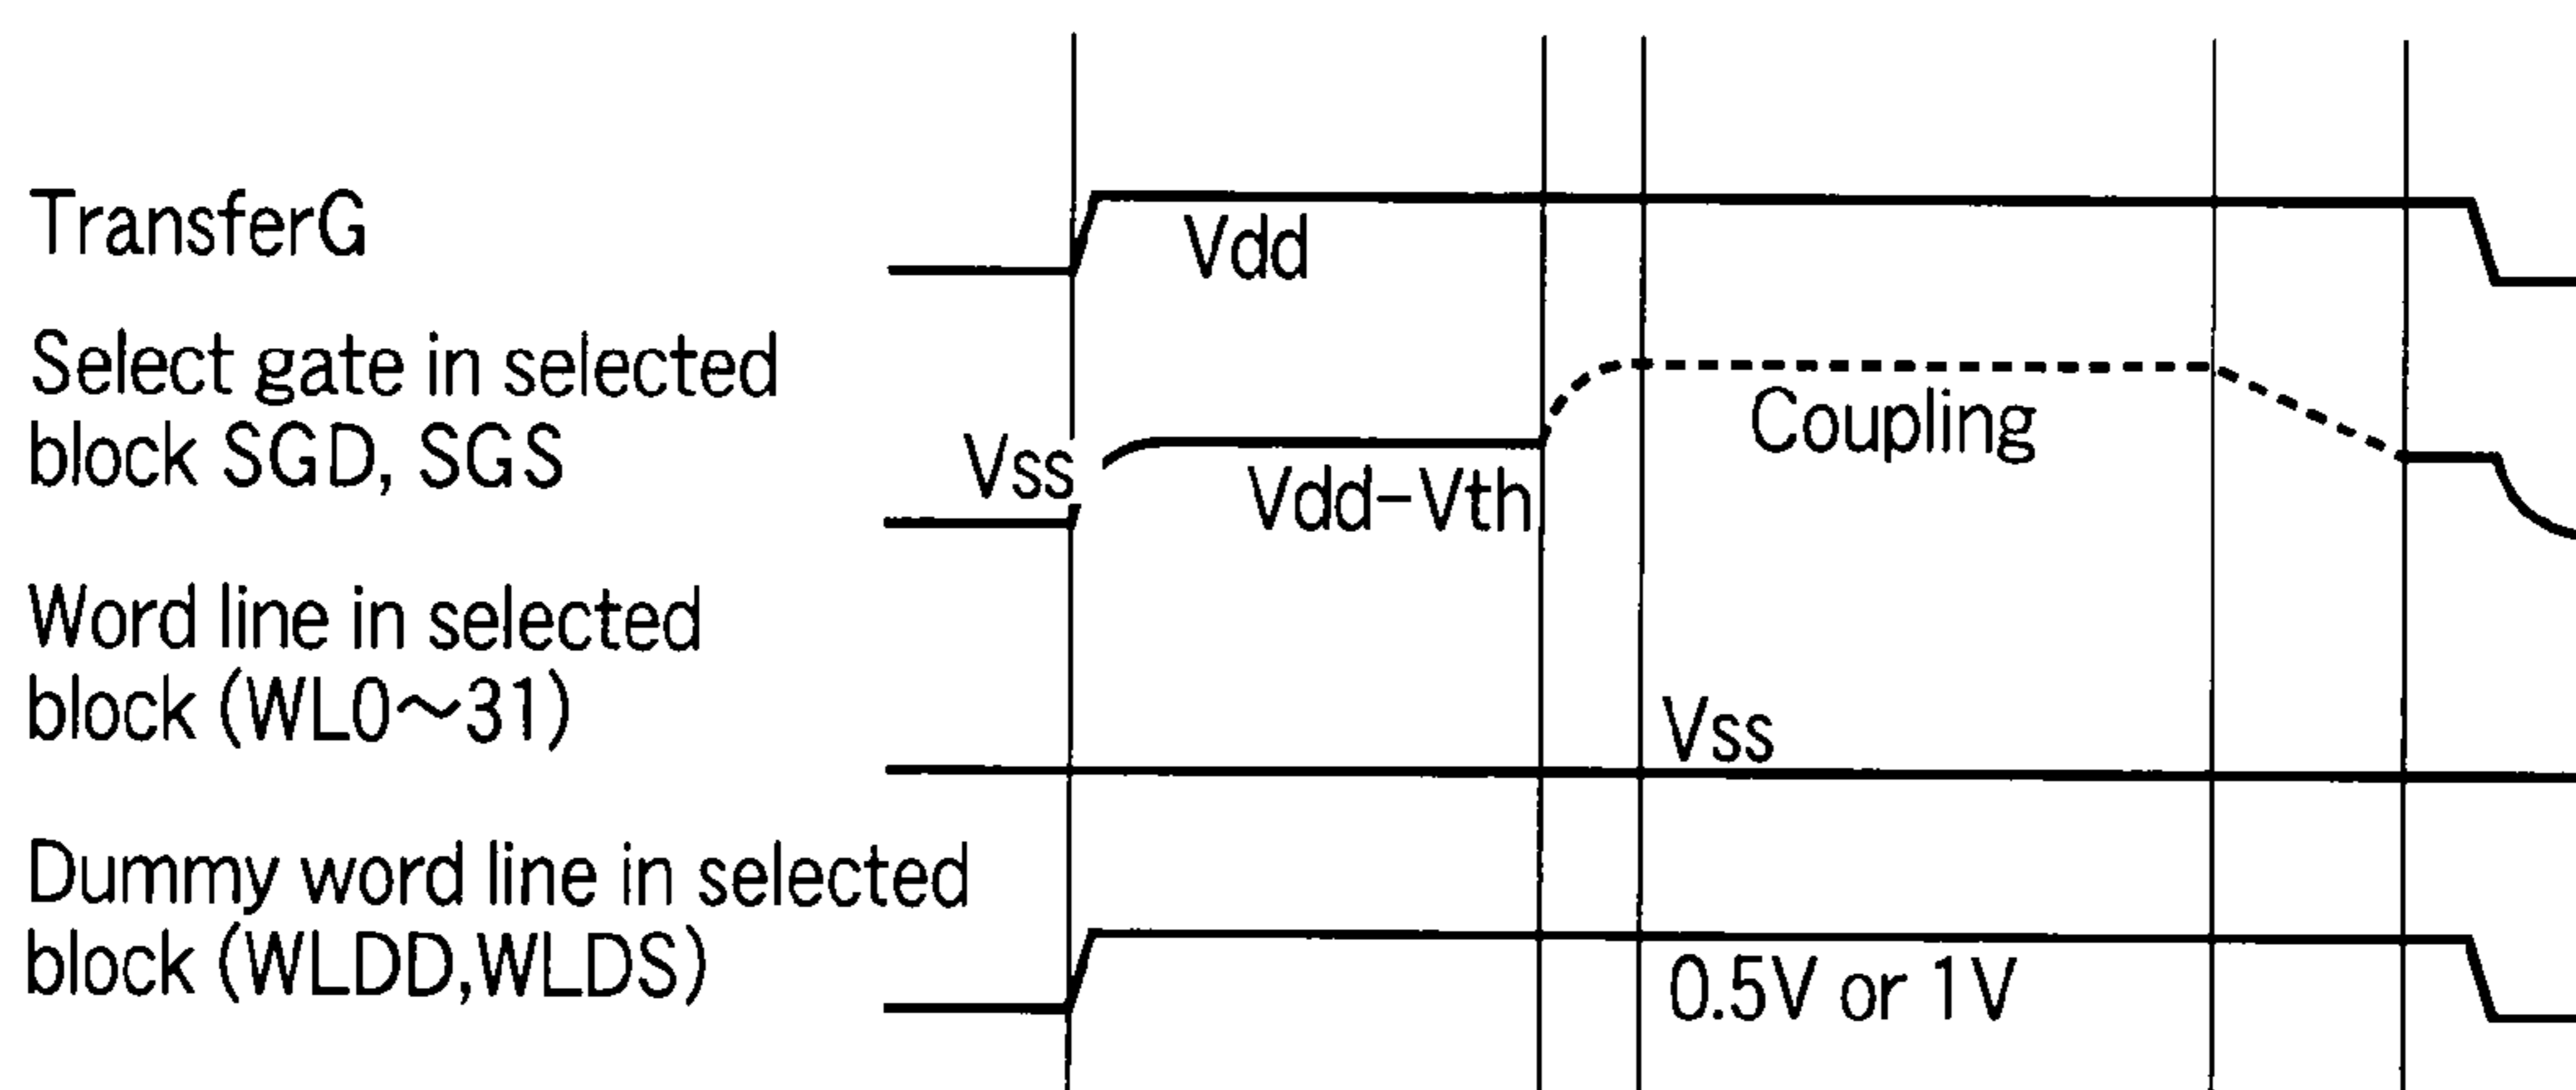 TransferG
Vdd
Select gate in selected
block SGD, SGS
Vss
Vdd-Vth
Coupling
Word line in selected
block (WL0～31)
Vss
Dummy word line in selected
block (WLDD,WLDS)
0.5V or 1V